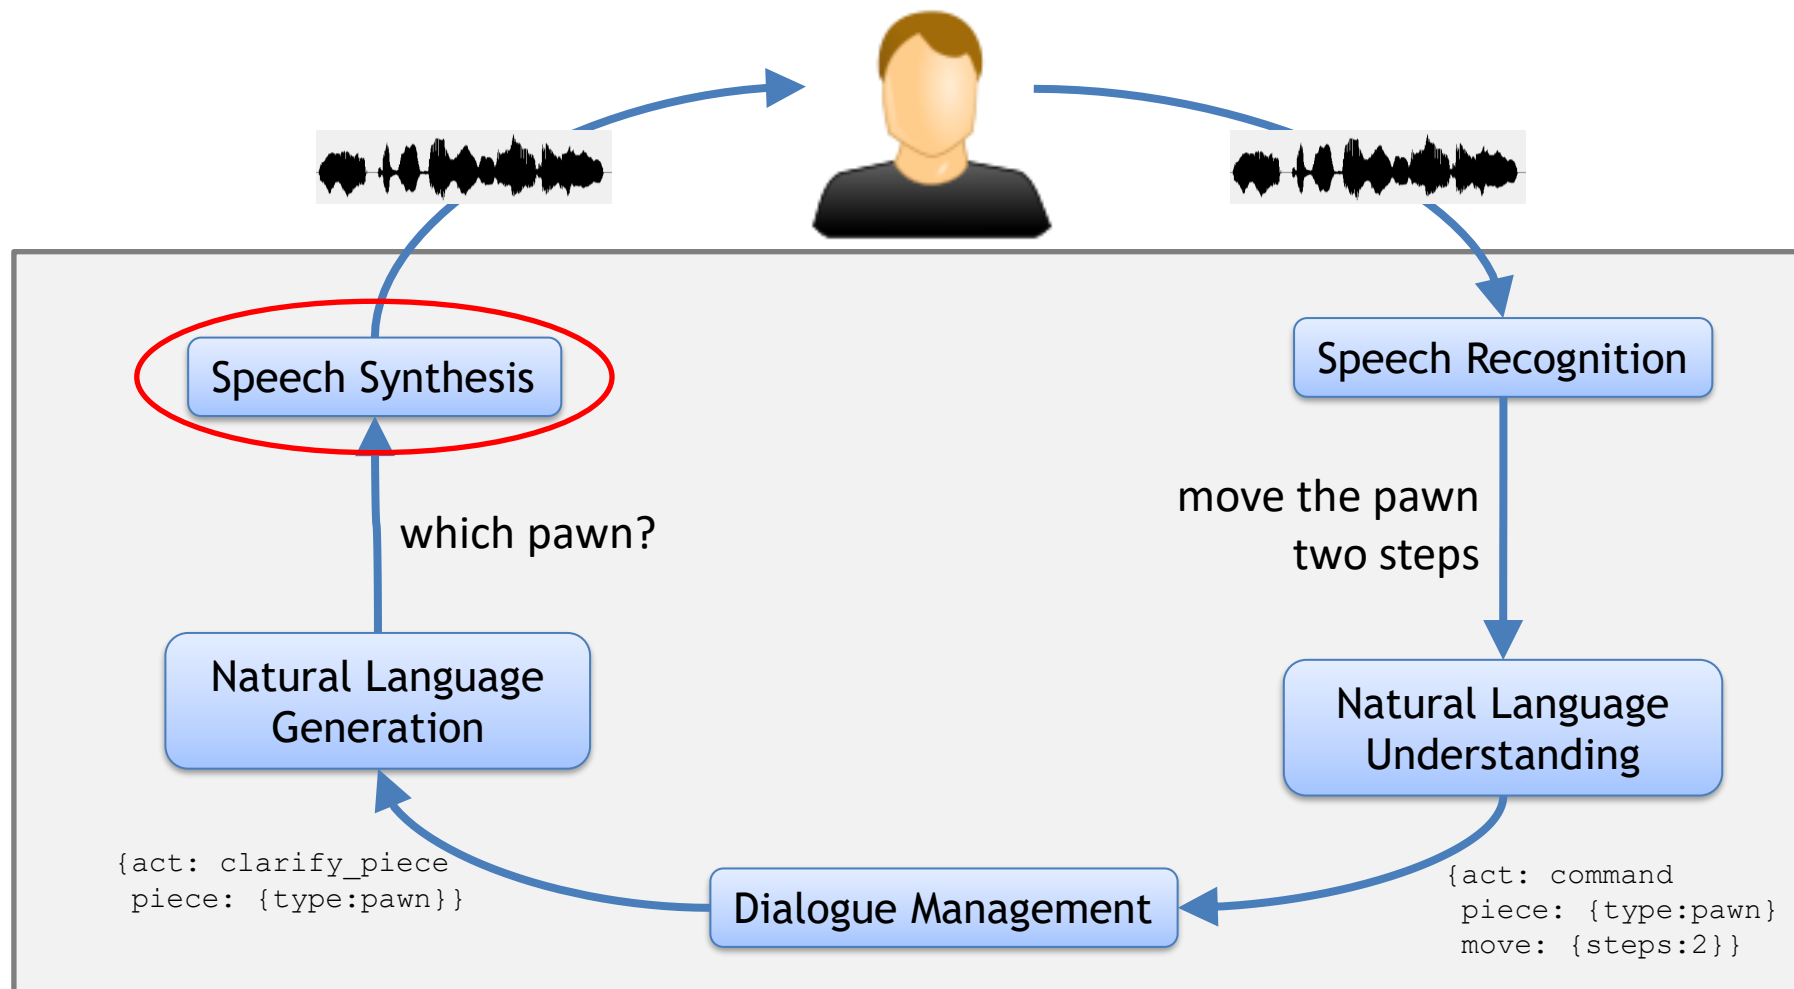 Speech Synthesis
Speech Recognition
which pawn?
move the pawn
two steps
Natural Language
Generation
Natural Language
Understanding
{act: clarify_piece
piece: {type:pawn}}
Dialogue Management
{act: command
piece: {type:pawn}
move: {steps:2}}